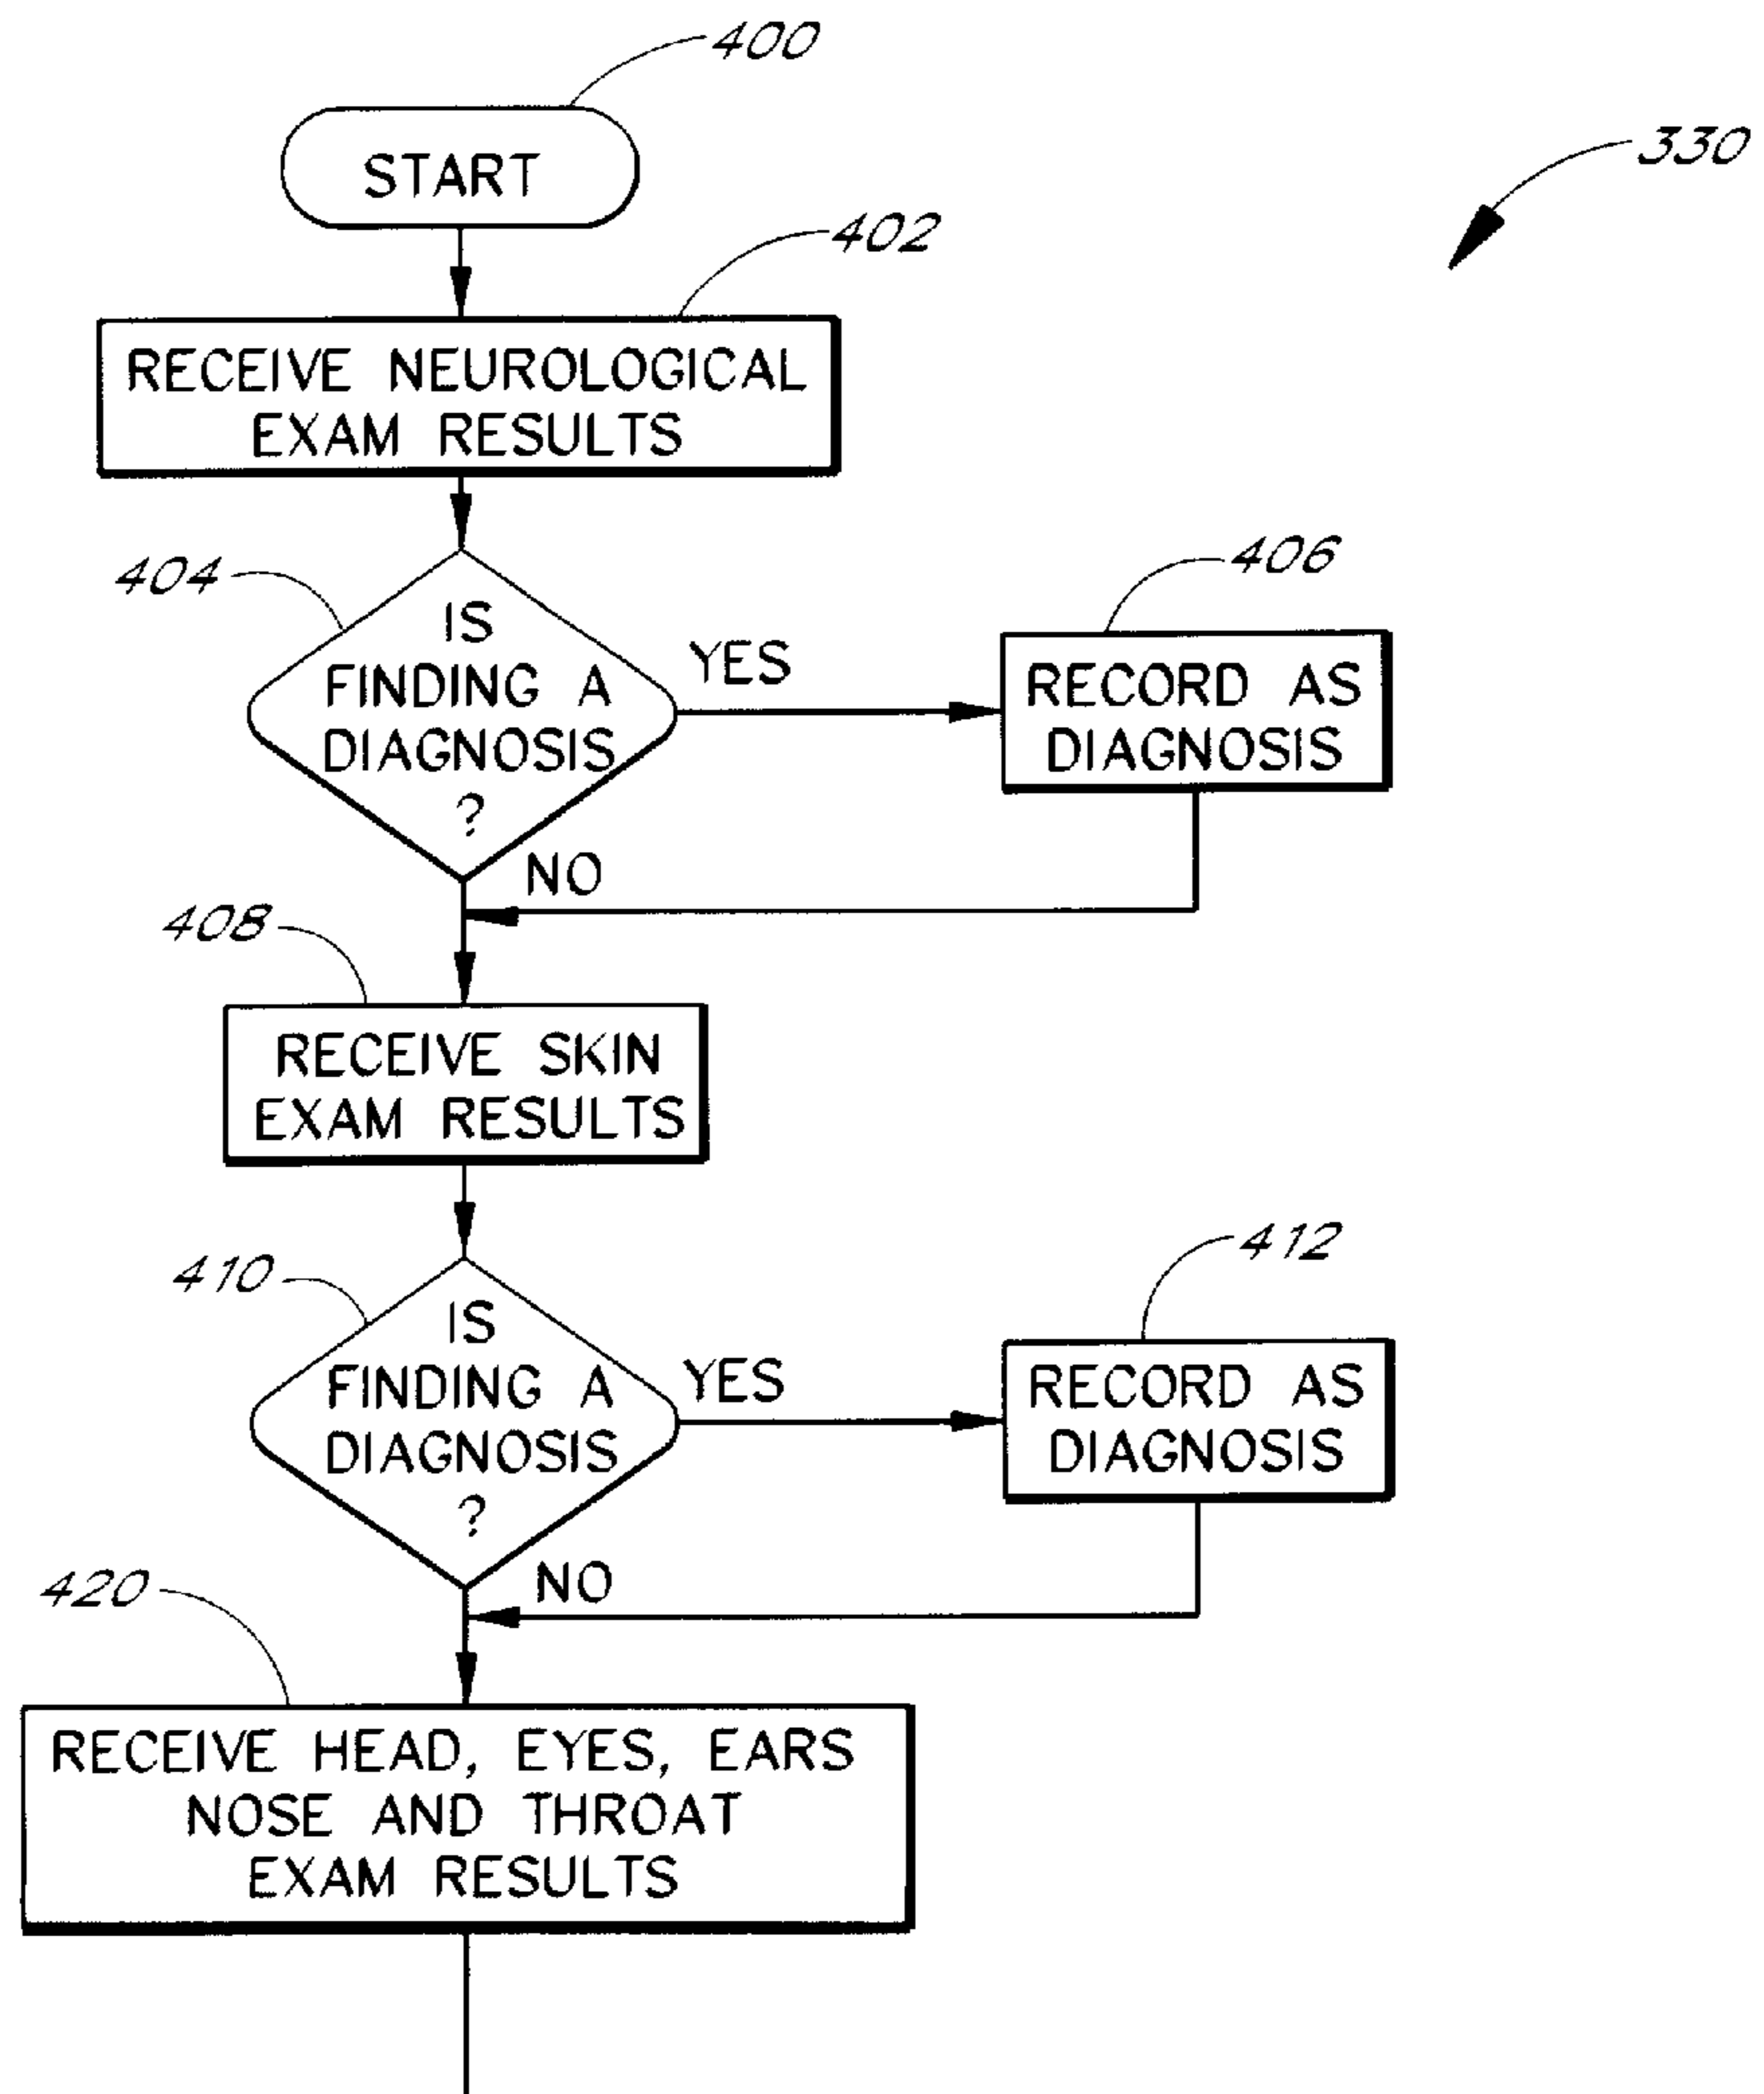 400
START
330
402
RECEIVE NEUROLOGICAL
EXAM RESULTS
404
IS
FINDING A
DIAGNOSIS
?
YES
406
RECORD AS
DIAGNOSIS
NO
408
RECEIVE SKIN
EXAM RESULTS
410
IS
FINDING A
DIAGNOSIS
?
YES
412
RECORD AS
DIAGNOSIS
NO
420
RECEIVE HEAD, EYES, EARS
NOSE AND THROAT
EXAM RESULTS